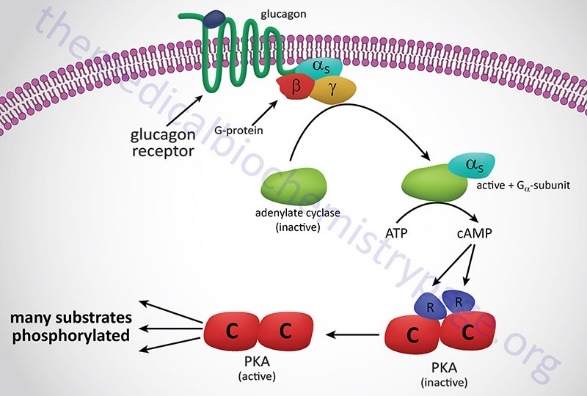 glucagon
αs
β
γ
G-protein
glucagon
receptor
αs
active + Gα-subunit
adenylate cyclase
(inactive)
ATP
cAMP
R
R
many substrates
phosphorylated
C
C
C
C
PKA
(active)
PKA
(inactive)
themedicalbiochemistrypage.org